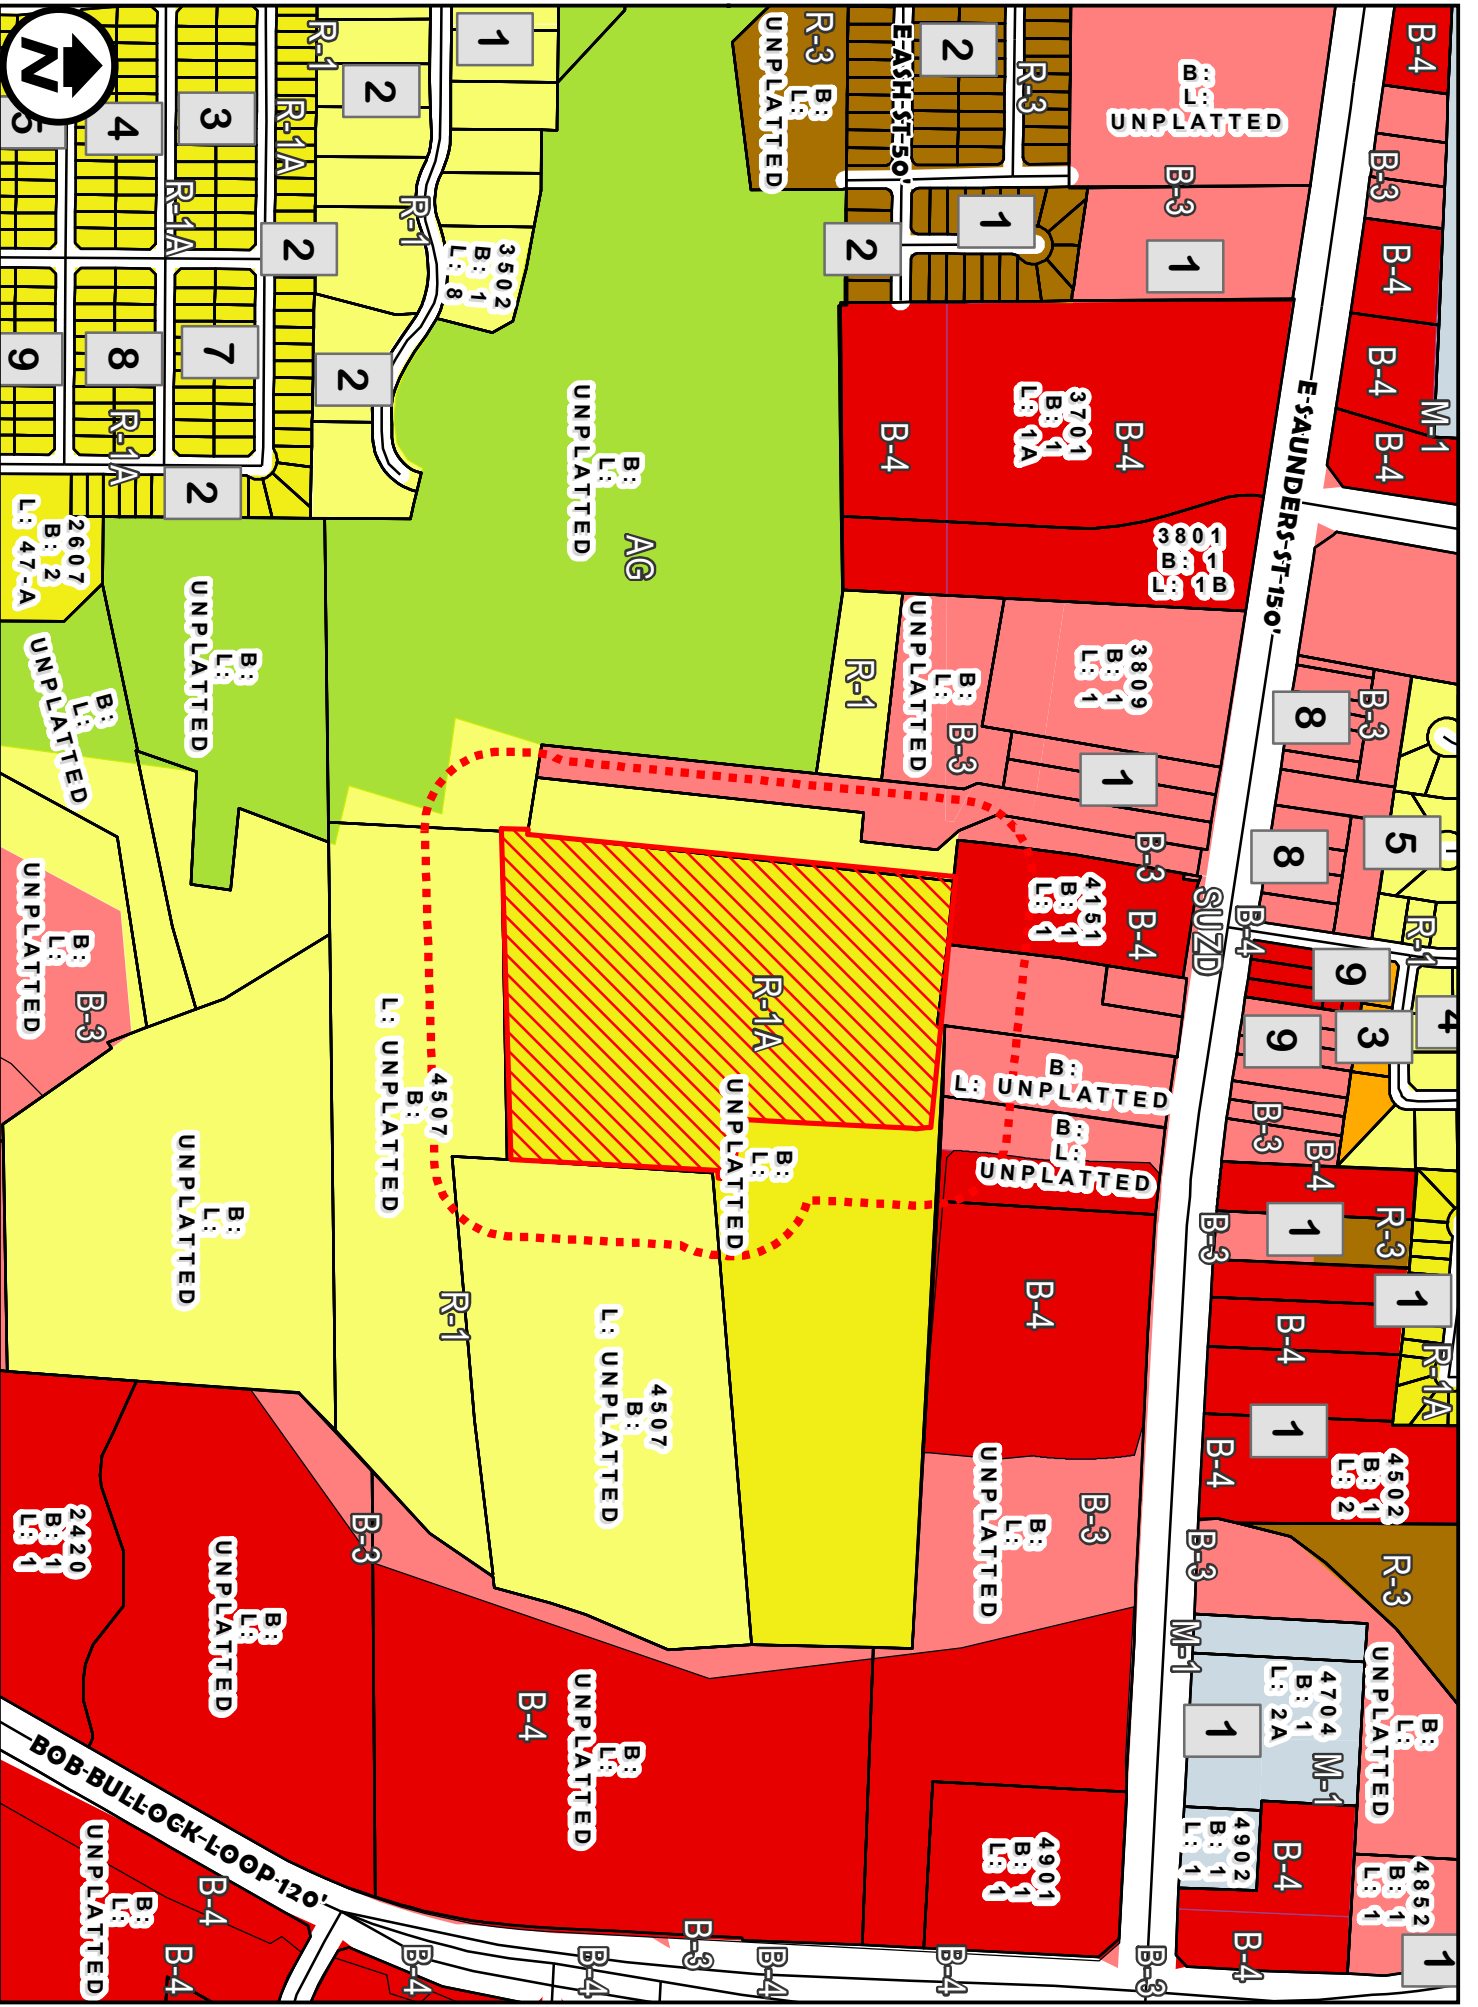 N
1
2
R-1
3
4
5
R-1A
R-1A
R-1
2
3502
B: 1
L: 8
9
8
7
2
R-1A
2
2607
B: 2
L: 47-A
R-3
B:
L:
UNPLATTED
E-ASH-ST-50'
2
R-3
1
2
B:
L:
UNPLATTED
B-3
1
B-4
B-3
B-4
B-4
B-4
M-1
E-SAUNDERS-ST-150'
3701
B: 1
L: 1A
B-4
B-4
3801
B: 1
L: 1B
B:
L:
UNPLATTED
AG
B:
L:
UNPLATTED
B:
L:
UNPLATTED
R-1
B:
L:
UNPLATTED
B-3
3809
B: 1
L: 1
1
8
B-3
5
8
B-3
4151
B: 1
L: 1
B-4
SUZD
B-4
R-1
9
4
3
9
B:
L:
UNPLATTED
B-3
R-1A
4507
B:
L: UNPLATTED
B:
L:
UNPLATTED
B:
L: UNPLATTED
B:
L:
UNPLATTED
B-3
B-4
B:
L:
UNPLATTED
R-1
4507
B:
L: UNPLATTED
B-4
B-3
1
R-3
1
B-4
R-1A
1
B-4
4502
B: 1
L: 2
2420
B: 1
L: 1
B:
L:
UNPLATTED
B-3
B:
L:
UNPLATTED
B-3
B-3
R-3
M-1
4704
B: 1
L: 2A
1
M-1
B:
L:
UNPLATTED
B-4
B:
L:
UNPLATTED
BOB-BULLOCK-LOOP-120'
4901
B: 1
L: 1
4902
B: 1
L: 1
B-4
4852
B: 1
L: 1
1
B:
L:
UNPLATTED
B-4
B-4
B-4
B-4
B-3
B-4
B-4
B-3
B-4